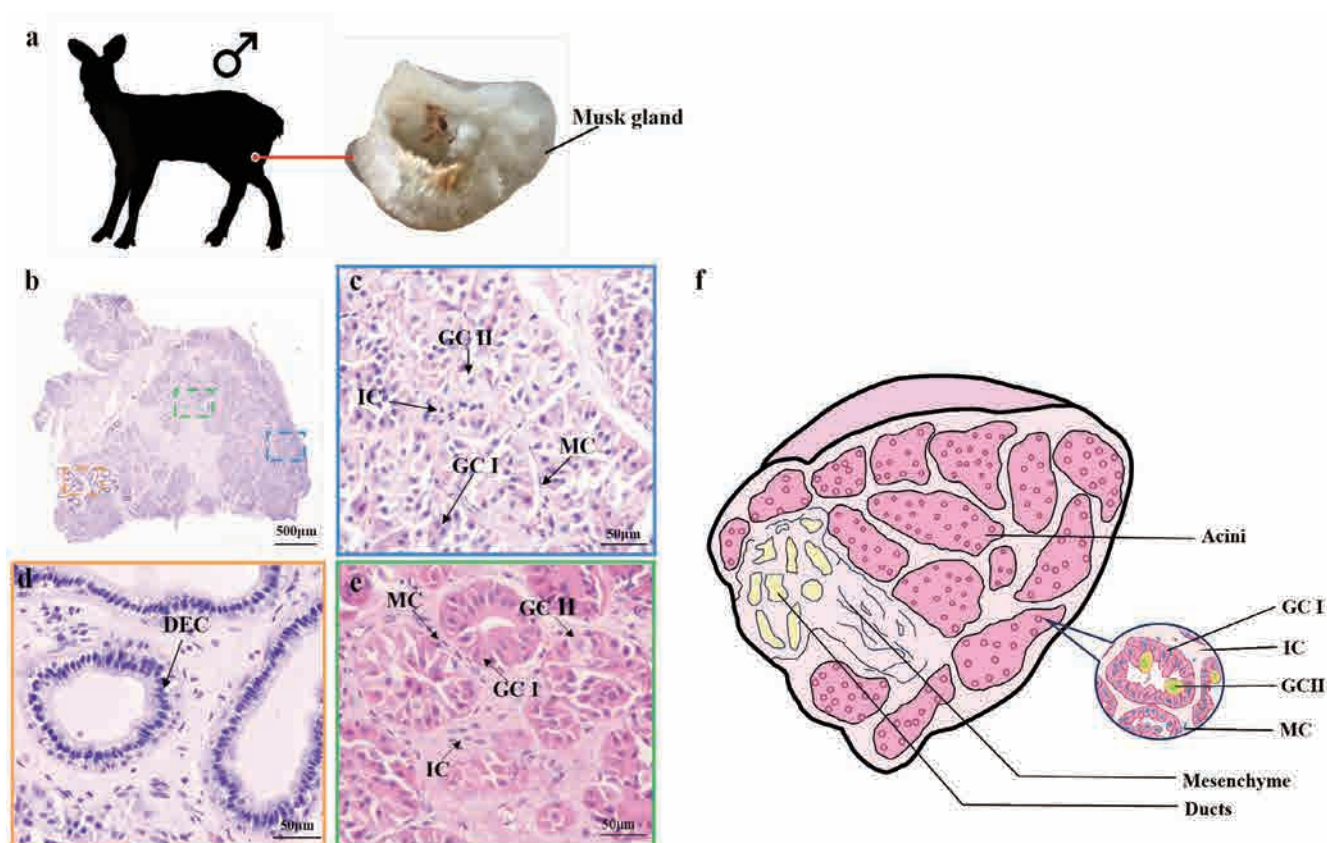 a
♂
Musk gland
b
500μm
c
GC II
IC
MC
GC I
50μm
d
DEC
50μm
e
MC
GC II
GC I
IC
50μm
f
Acini
GC I
IC
GCII
MC
Mesenchyme
Ducts